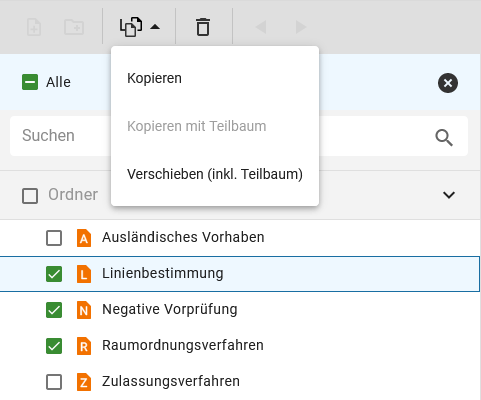 Alle
Kopieren
Suchen
Kopieren mit Teilbaum
Verschieben (inkl. Teilbaum)
Ordner
A Ausländisches Vorhaben
L Linienbestimmung
N Negative Vorprüfung
R Raumordnungsverfahren
Z Zulassungsverfahren